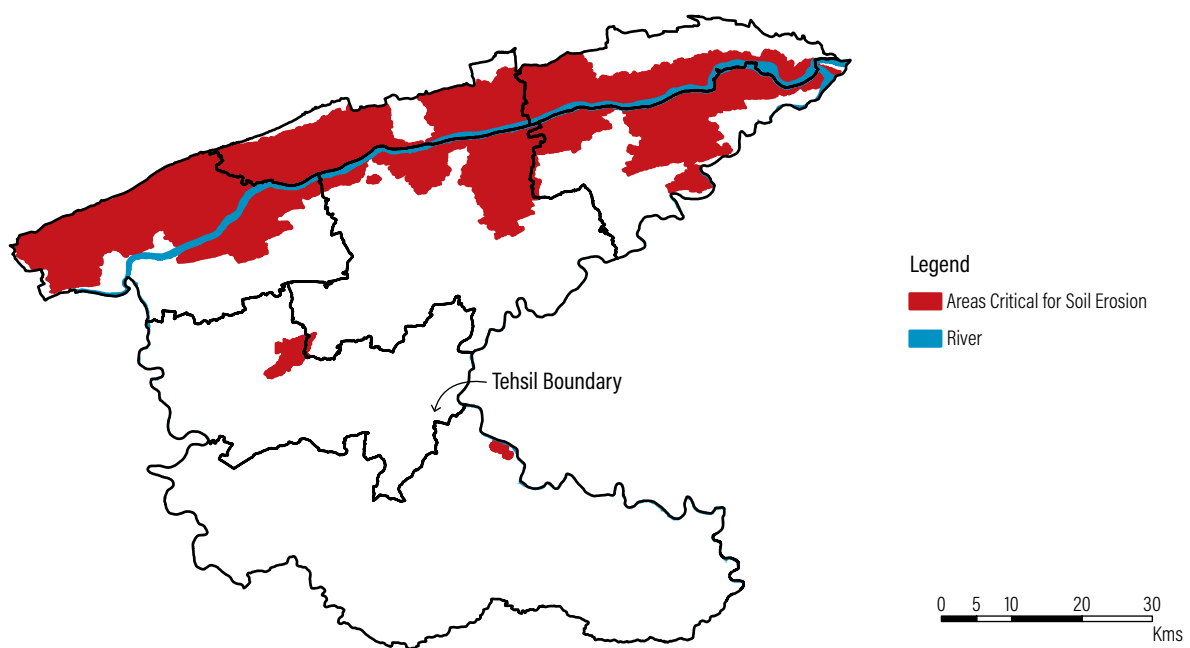 Legend
Areas Critical for Soil Erosion
River
Tehsil Boundary
0 5 10 20 30
Kms